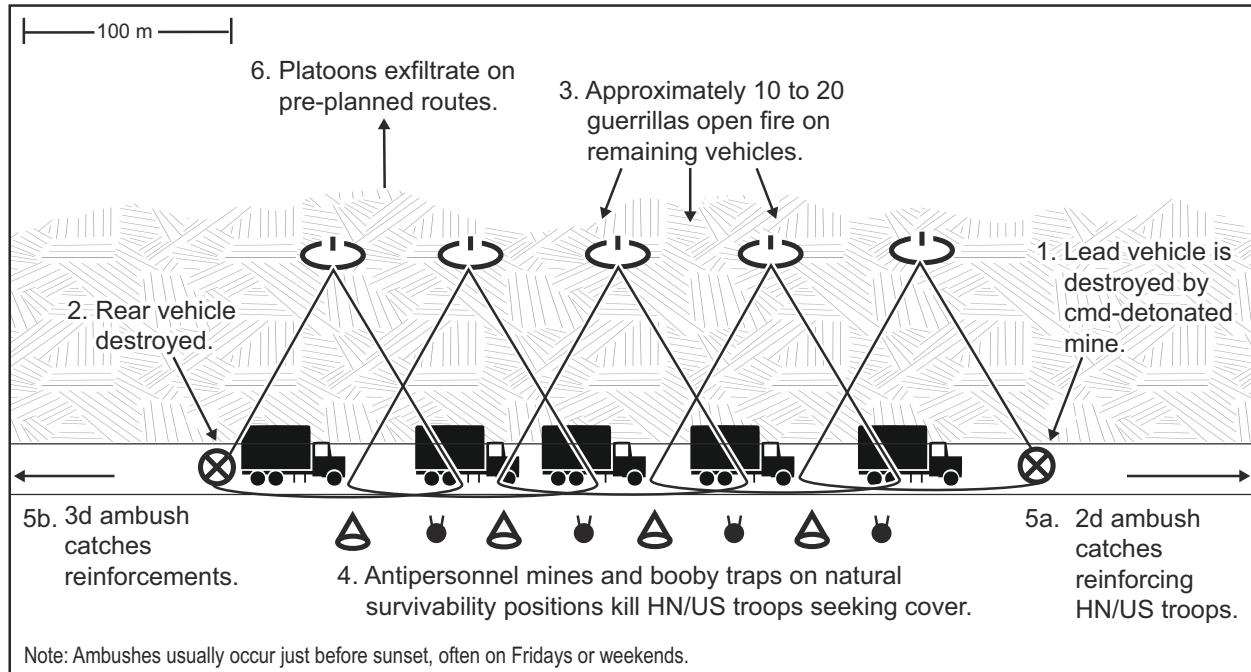 100 m
6. Platoons exfiltrate on
pre-planned routes.
3. Approximately 10 to 20
guerrillas open fire on
remaining vehicles.
1. Lead vehicle is
destroyed by
cmd-detonated
mine.
2. Rear vehicle
destroyed.
5b. 3d ambush
catches
reinforcements.
4. Antipersonnel mines and booby traps on natural
survivability positions kill HN/US troops seeking cover.
5a. 2d ambush
catches
reinforcing
HN/US troops.
Note: Ambushes usually occur just before sunset, often on Fridays or weekends.